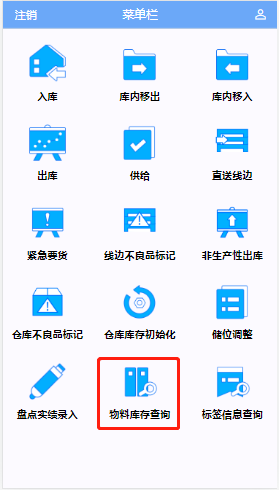 注销 菜单栏
入库 库内移出 库内移入
出库 供给 直送线边
紧急要货 线边不良品标记 非生产性出库
仓库不良品标记 仓库库存初始化 储位调整
盘点实续录入 物料库存查询 标签信息查询